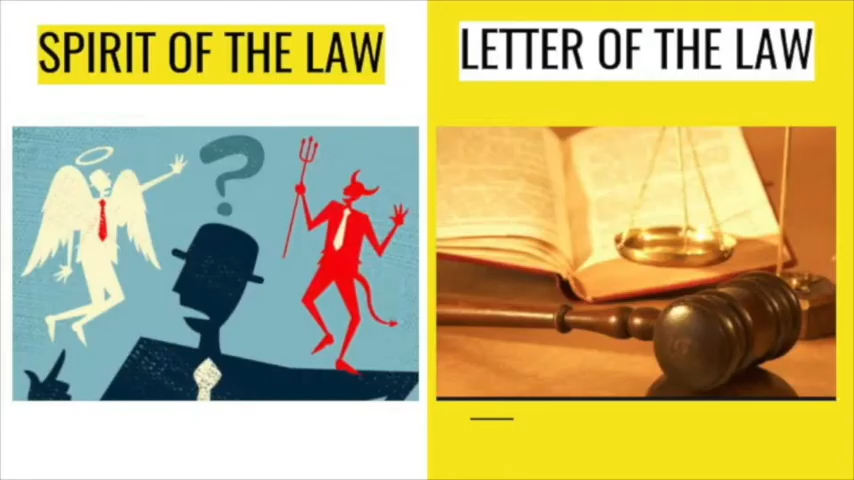 SPIRIT OF THE LAW
LETTER OF THE LAW